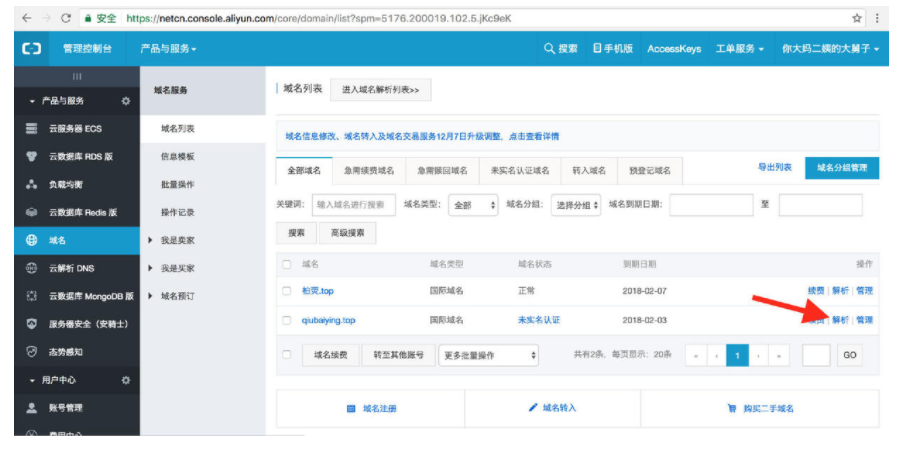 安全 https://netcn.console.aliyun.com/core/domain/list?spm=5176.200019.102.5.jKc9eK
管理控制台 产品与服务 搜索 手机版 AccessKeys 工单服务 你大妈二姨的大舅子
产品与服务
云服务器 ECS
云数据库 RDS 版
负载均衡
云数据库 Redis 版
域名
云解析 DNS
云数据库 MongoDB 版
服务器安全（安骑士）
态势感知
用户中心
账号管理
费用中心
域名服务
域名列表
信息模板
批量操作
操作记录
我是卖家
我是买家
域名预订
域名列表 进入域名解析列表>>
域名信息修改、域名转入及域名交易服务12月7日升级调整，点击查看详情
全部域名 急需续费域名 急需赎回域名 未实名认证域名 转入域名 预登记域名 导出列表 域名分组管理
关键词: 输入域名进行搜索 域名类型: 全部 域名分组: 选择分组 域名到期日期: 至
搜索 高级搜索
域名 域名类型 域名状态 到期日期 操作
柏荧.top 国际域名 正常 2018-02-07 续费 | 解析 | 管理
qiubaiying.top 国际域名 未实名认证 2018-02-03 续费 | 解析 | 管理
域名续费 转至其他账号 更多批量操作 共有2条, 每页显示: 20条 « ‹ 1 › » GO
域名注册 域名转入 购买二手域名